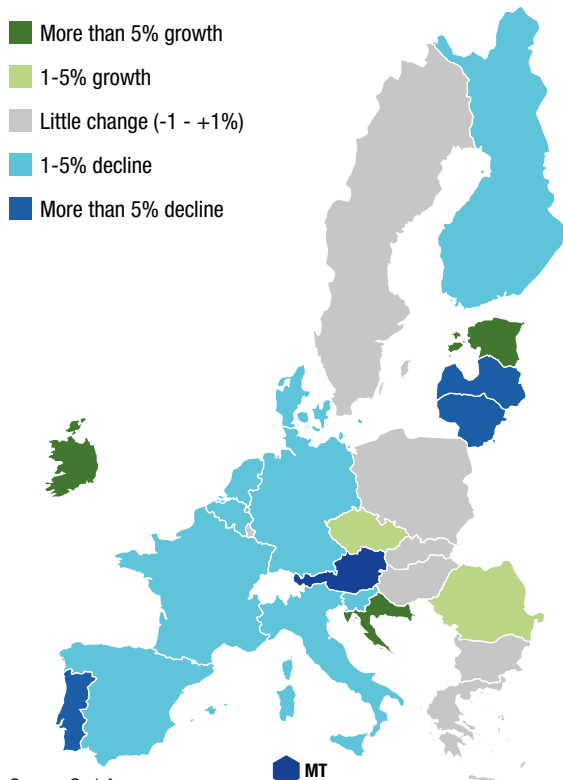 More than 5% growth
1-5% growth
Little change (-1 - +1%)
1-5% decline
More than 5% decline
MT